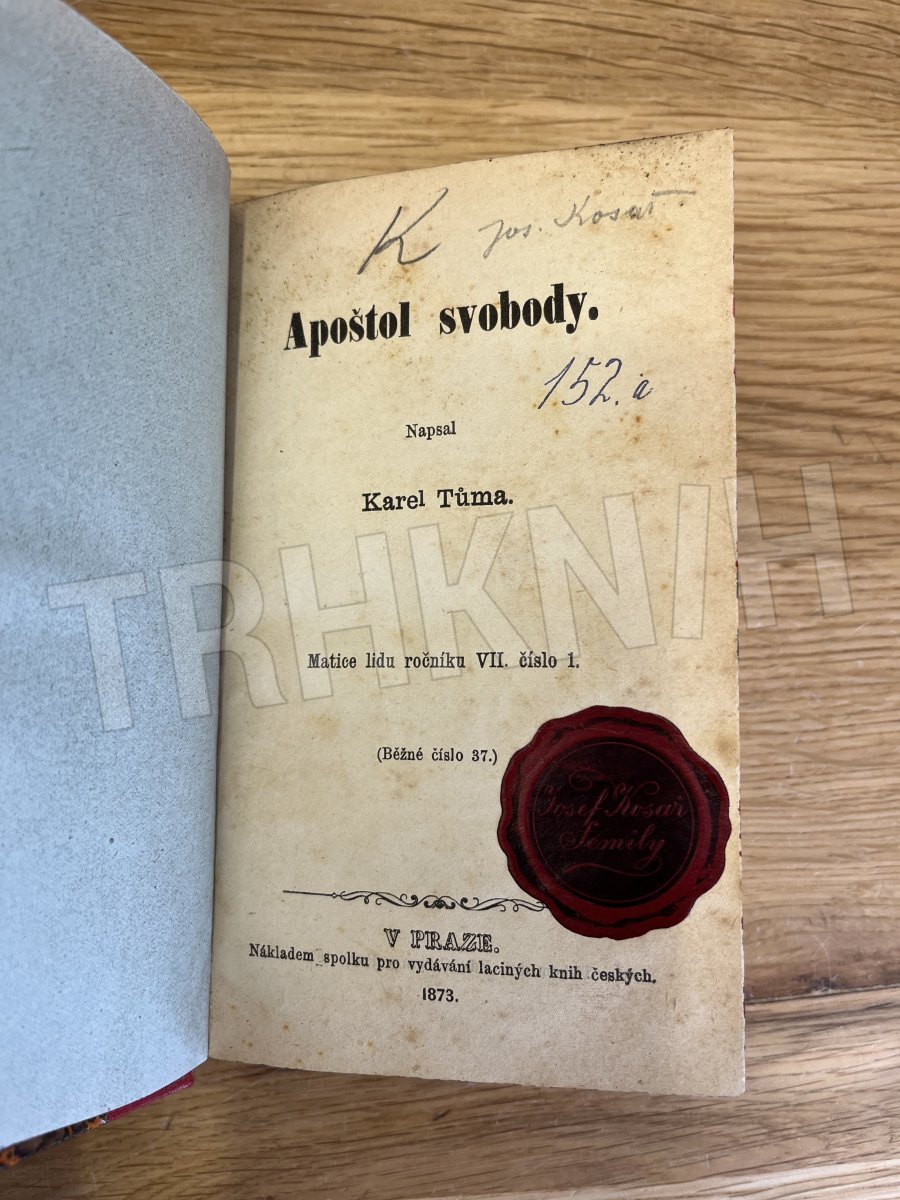 K Jos. Kosař
Apoštol svobody.
152.a
Napsal
Karel Tůma.
TRHKNIH
Matice lidu ročníku VII. číslo 1.
(Běžné číslo 37.)
Josef Kosař
Semily
V PRAZE.
Nákladem spolku pro vydávání laciných knih českých.
1873.